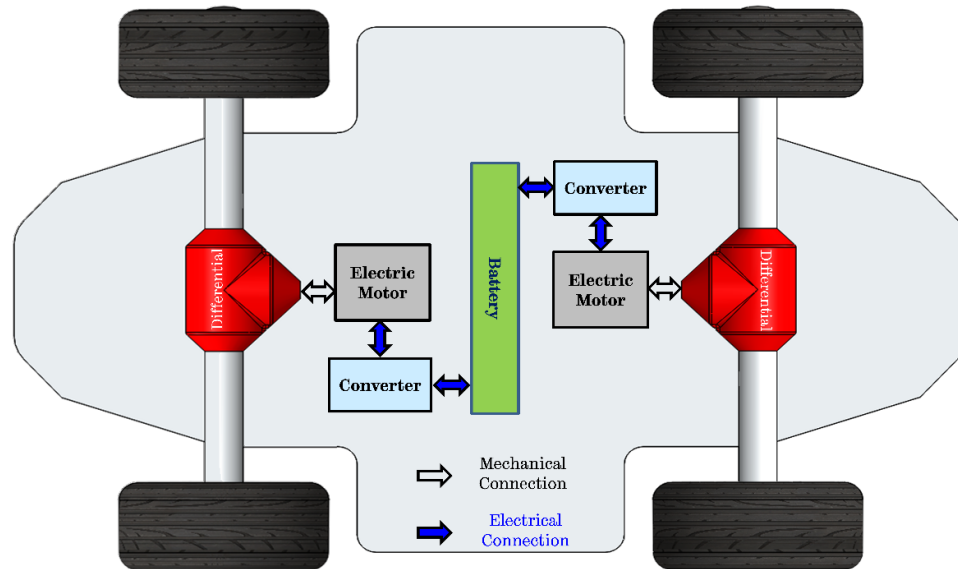 Differential
Electric
Motor
Converter
Battery
Converter
Electric
Motor
Differential
Mechanical
Connection
Electrical
Connection